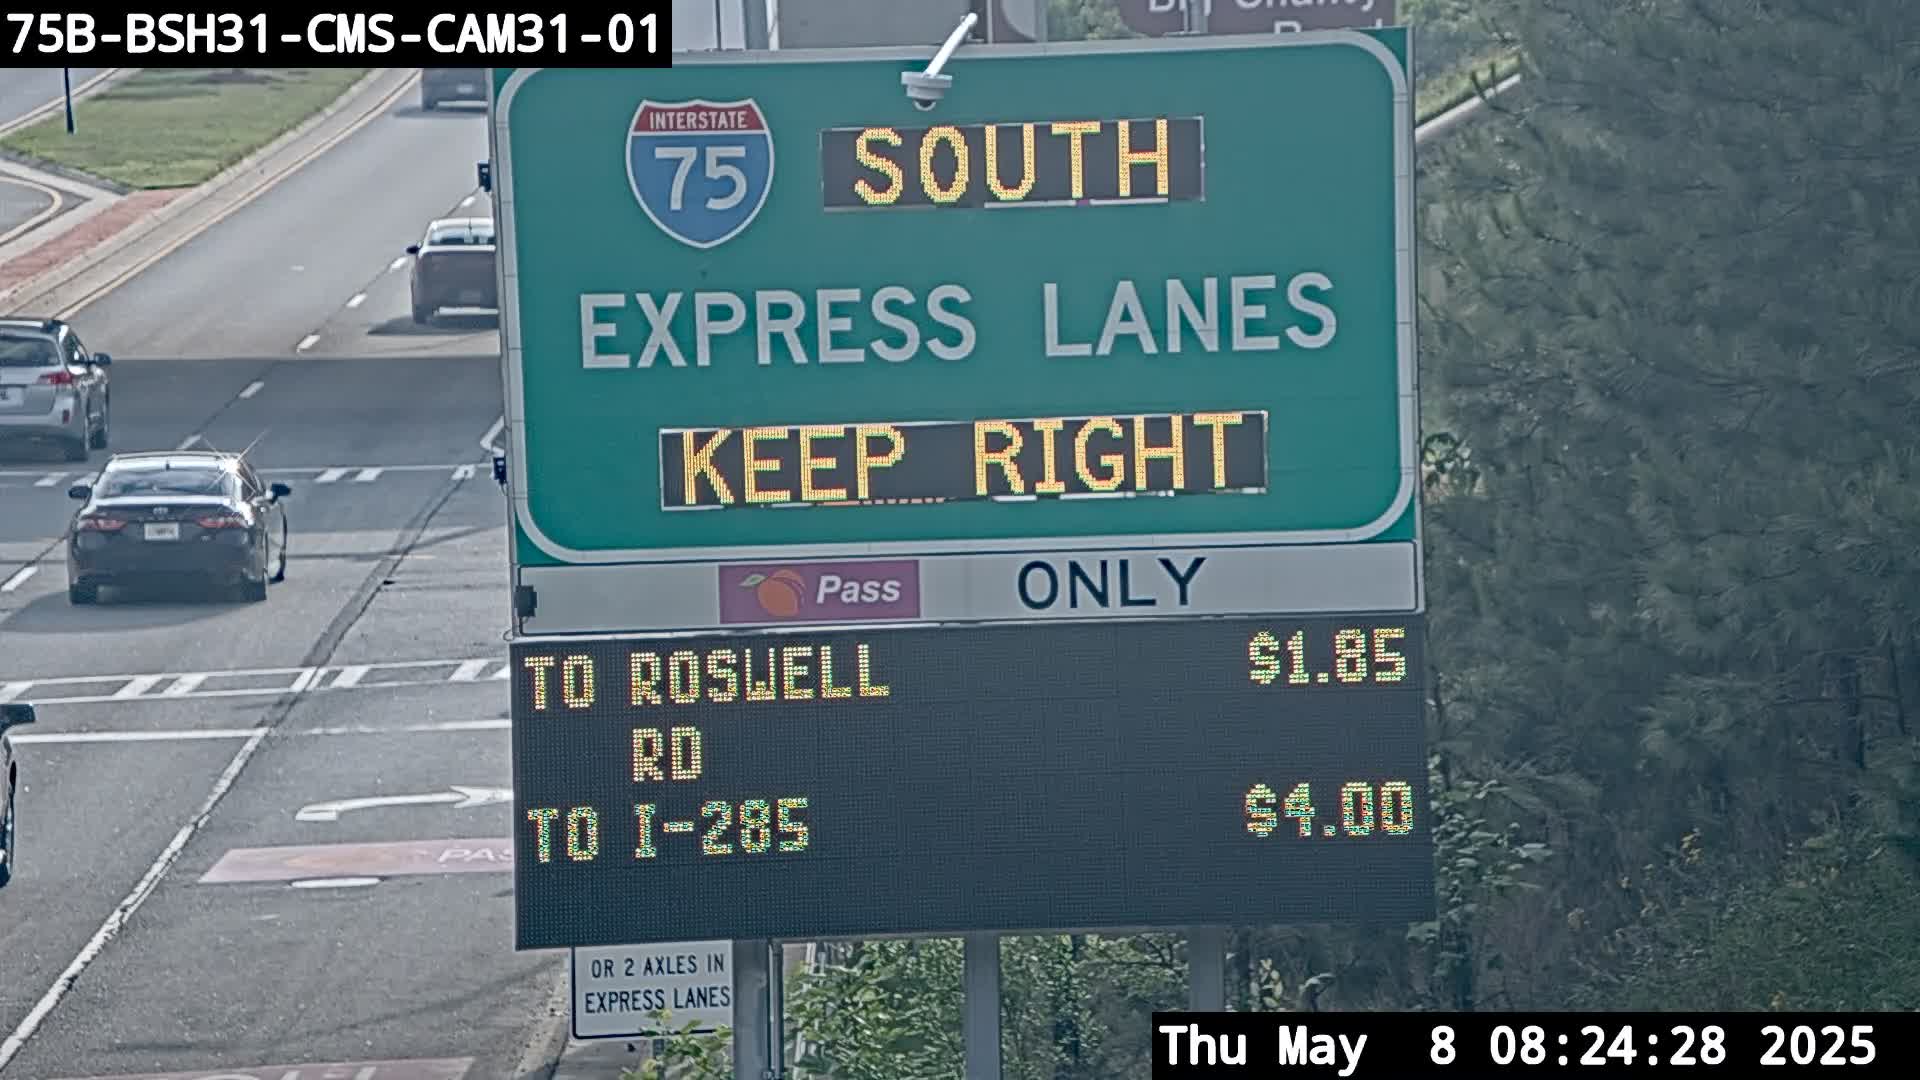 75B-BSH31-CMS-CAM31-01
INTERSTATE
75
SOUTH
EXPRESS LANES
KEEP RIGHT
Pass ONLY
TO ROSWELL $1.85
RD
TO I-285 $4.00
OR 2 AXLES IN
EXPRESS LANES
Thu May 8 08:24:28 2025